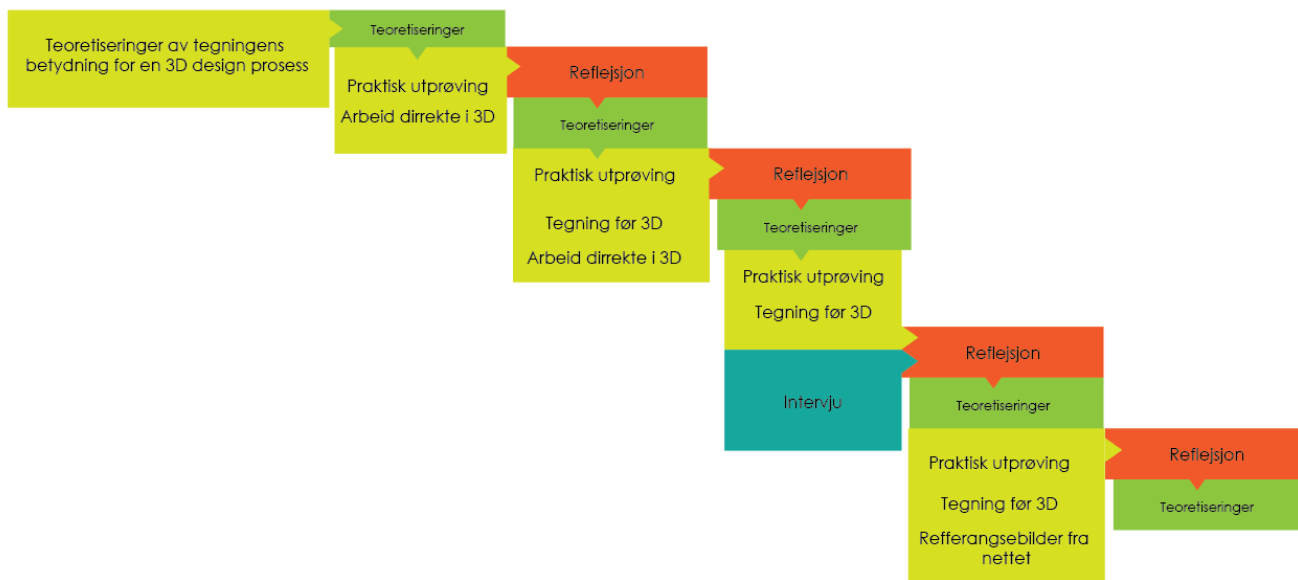 Teoretiseringer av tegningens
betydning for en 3D design prosess
Teoretiseringer
Praktisk utprøving
Arbeid dirrekte i 3D
Reflejsjon
Teoretiseringer
Praktisk utprøving
Tegning før 3D
Arbeid dirrekte i 3D
Reflejsjon
Teoretiseringer
Praktisk utprøving
Tegning før 3D
Intervju
Reflejsjon
Teoretiseringer
Praktisk utprøving
Tegning før 3D
Refferangsebilder fra
nettet
Reflejsjon
Teoretiseringer